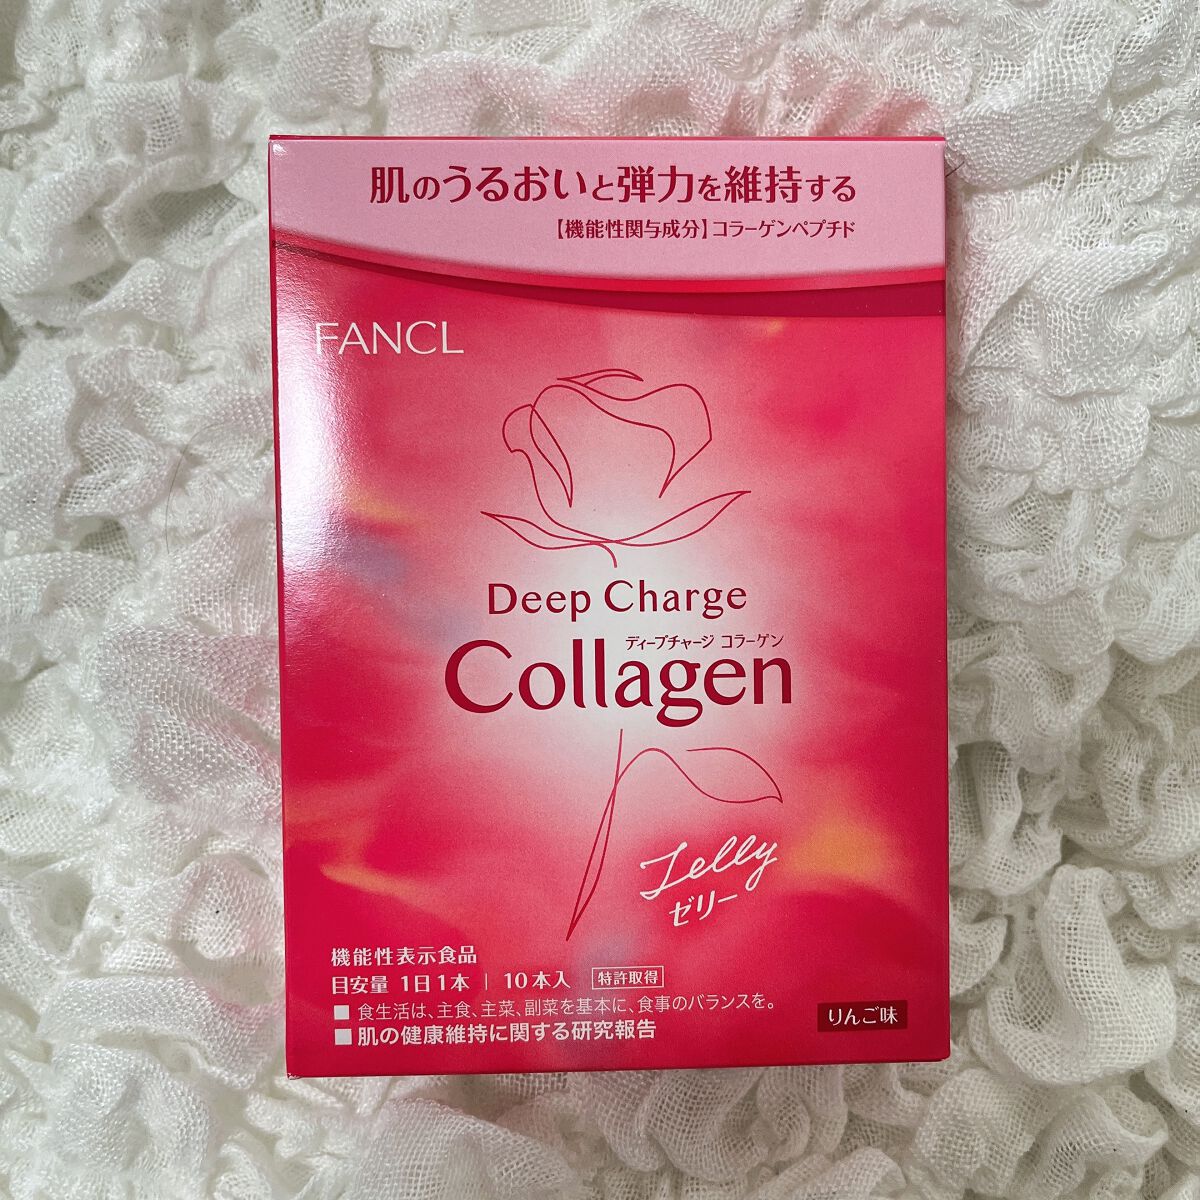 肌のうるおいと弾力を維持する
【機能性関与成分】コラーゲンペプチド
FANCL
Deep Charge
ディープチャージ コラーゲン
Collagen
Jelly
ゼリー
機能性表示食品
目安量 1日1本 | 10本入 特許取得
■ 食生活は、主食、主菜、副菜を基本に、食事のバランスを。
■ 肌の健康維持に関する研究報告
りんご味